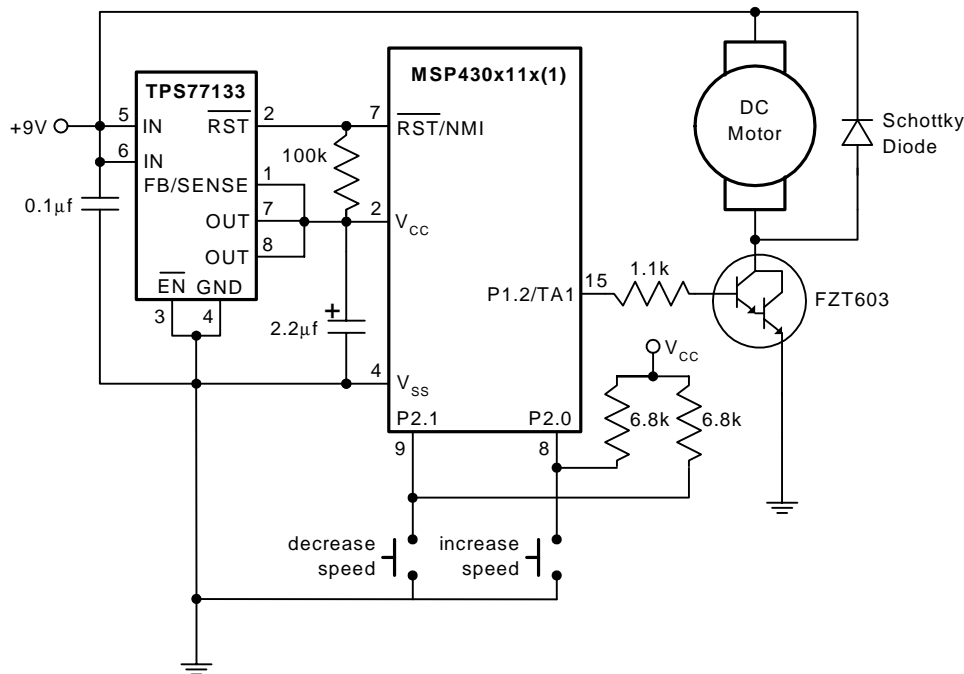 MSP430x11x(1)
TPS77133
+9V
5
IN
RST
2
7
RST/NMI
6
IN
100k
FB/SENSE
1
0.1µf
OUT
7
2
VCC
OUT
8
EN
GND
3
4
2.2µf
+
4
VSS
P2.1
P2.0
9
8
P1.2/TA1
15
1.1k
DC
Motor
Schottky
Diode
FZT603
VCC
6.8k
6.8k
decrease
speed
increase
speed